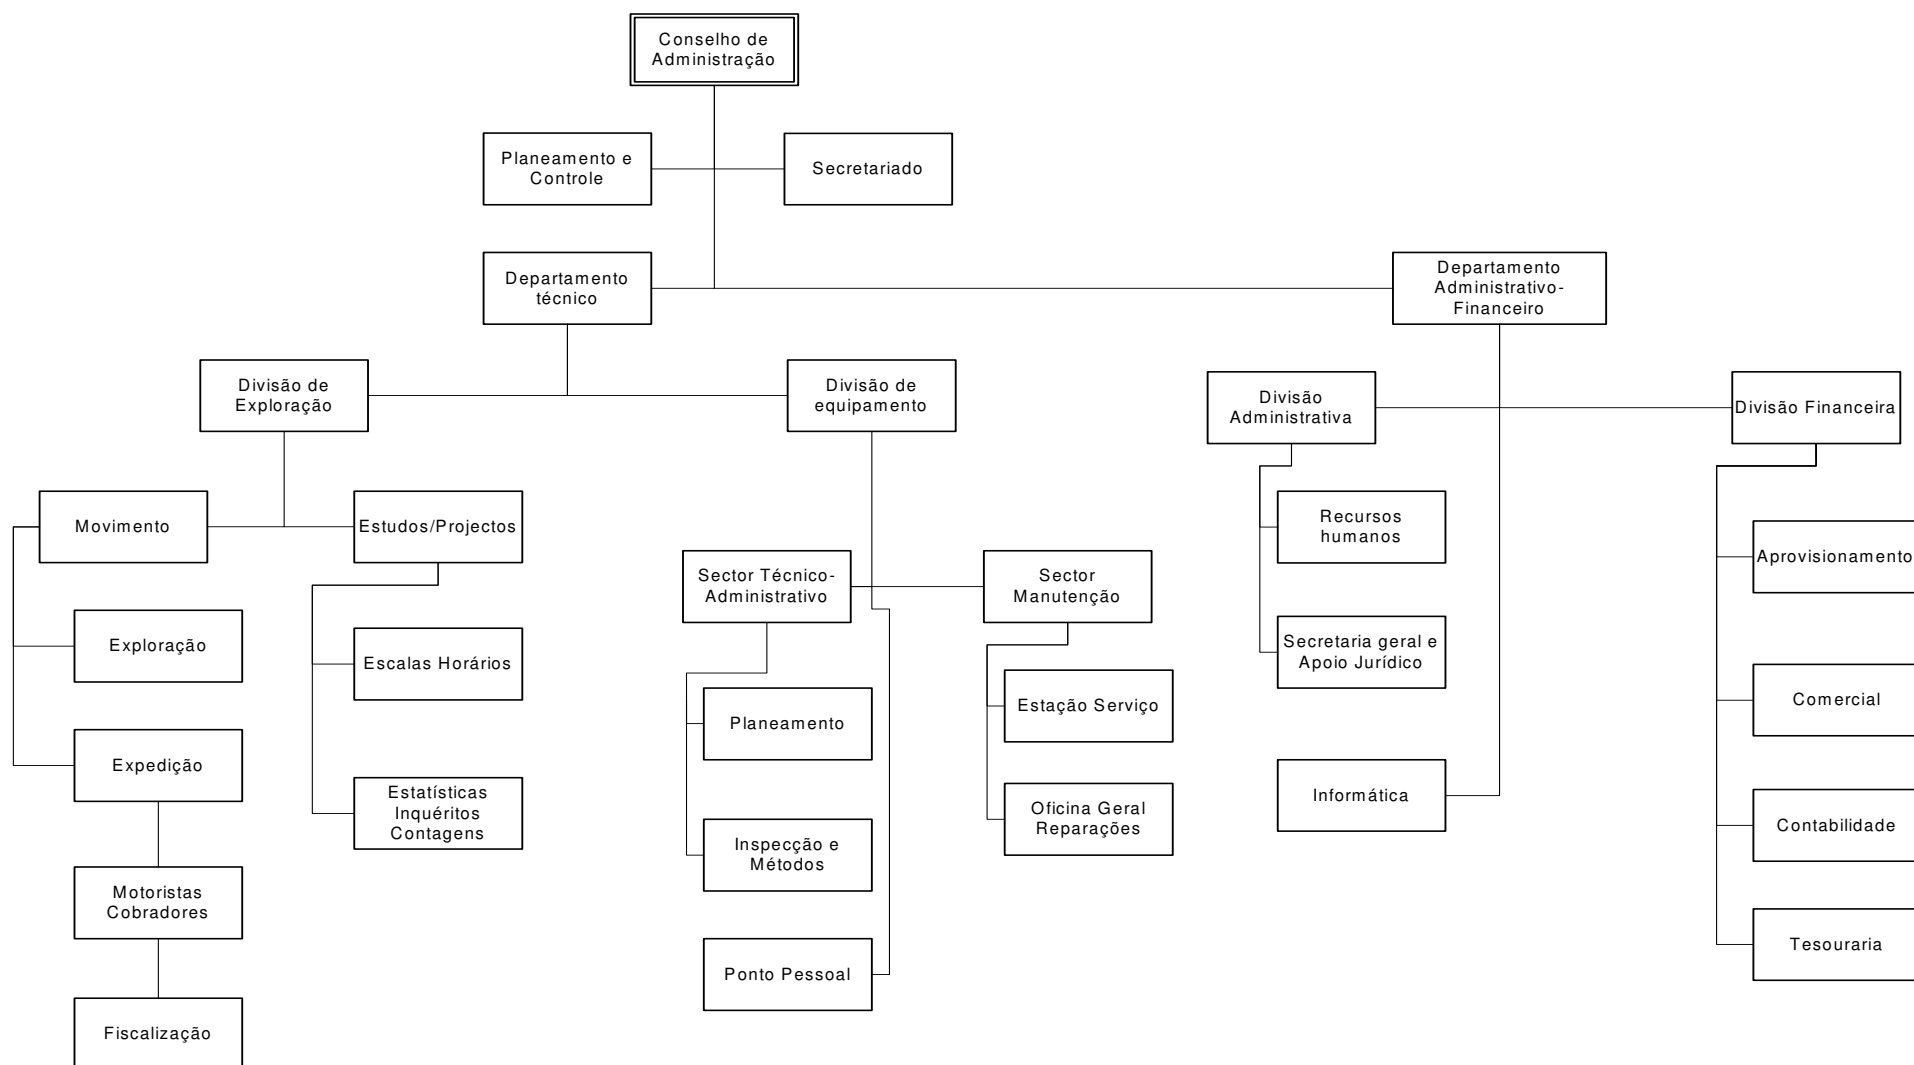 Conselho de
Administração
Planeamento e
Controle
Secretariado
Departamento
técnico
Departamento
Administrativo-
Financeiro
Divisão de
Exploração
Divisão de
equipamento
Divisão
Administrativa
Divisão Financeira
Movimento
Estudos/Projectos
Recursos
humanos
Sector Técnico-
Administrativo
Sector
Manutenção
Aprovisionamento
Exploração
Escalas Horários
Secretaria geral e
Apoio Jurídico
Planeamento
Estação Serviço
Comercial
Expedição
Estatísticas
Inquéritos
Contagens
Oficina Geral
Reparações
Informática
Contabilidade
Inspecção e
Métodos
Motoristas
Cobradores
Ponto Pessoal
Tesouraria
Fiscalização